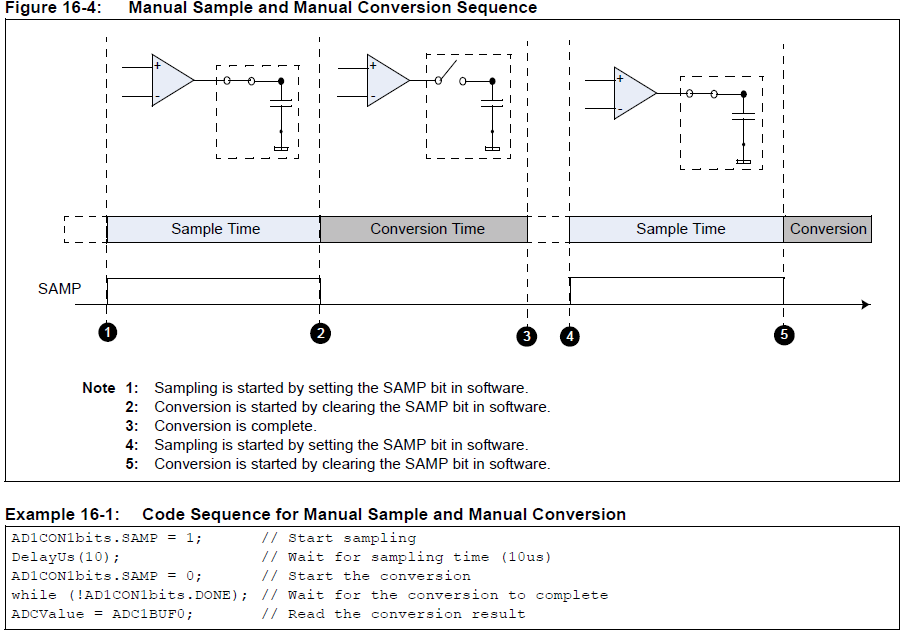 Figure 16-4: Manual Sample and Manual Conversion Sequence
+
-
+
-
+
-
Sample Time
Conversion Time
Sample Time
Conversion
SAMP
1
2
3
4
5
Note 1: Sampling is started by setting the SAMP bit in software.
2: Conversion is started by clearing the SAMP bit in software.
3: Conversion is complete.
4: Sampling is started by setting the SAMP bit in software.
5: Conversion is started by clearing the SAMP bit in software.
Example 16-1: Code Sequence for Manual Sample and Manual Conversion
AD1CON1bits.SAMP = 1; // Start sampling
DelayUs(10); // Wait for sampling time (10us)
AD1CON1bits.SAMP = 0; // Start the conversion
while (!AD1CON1bits.DONE); // Wait for the conversion to complete
ADCValue = ADC1BUF0; // Read the conversion result